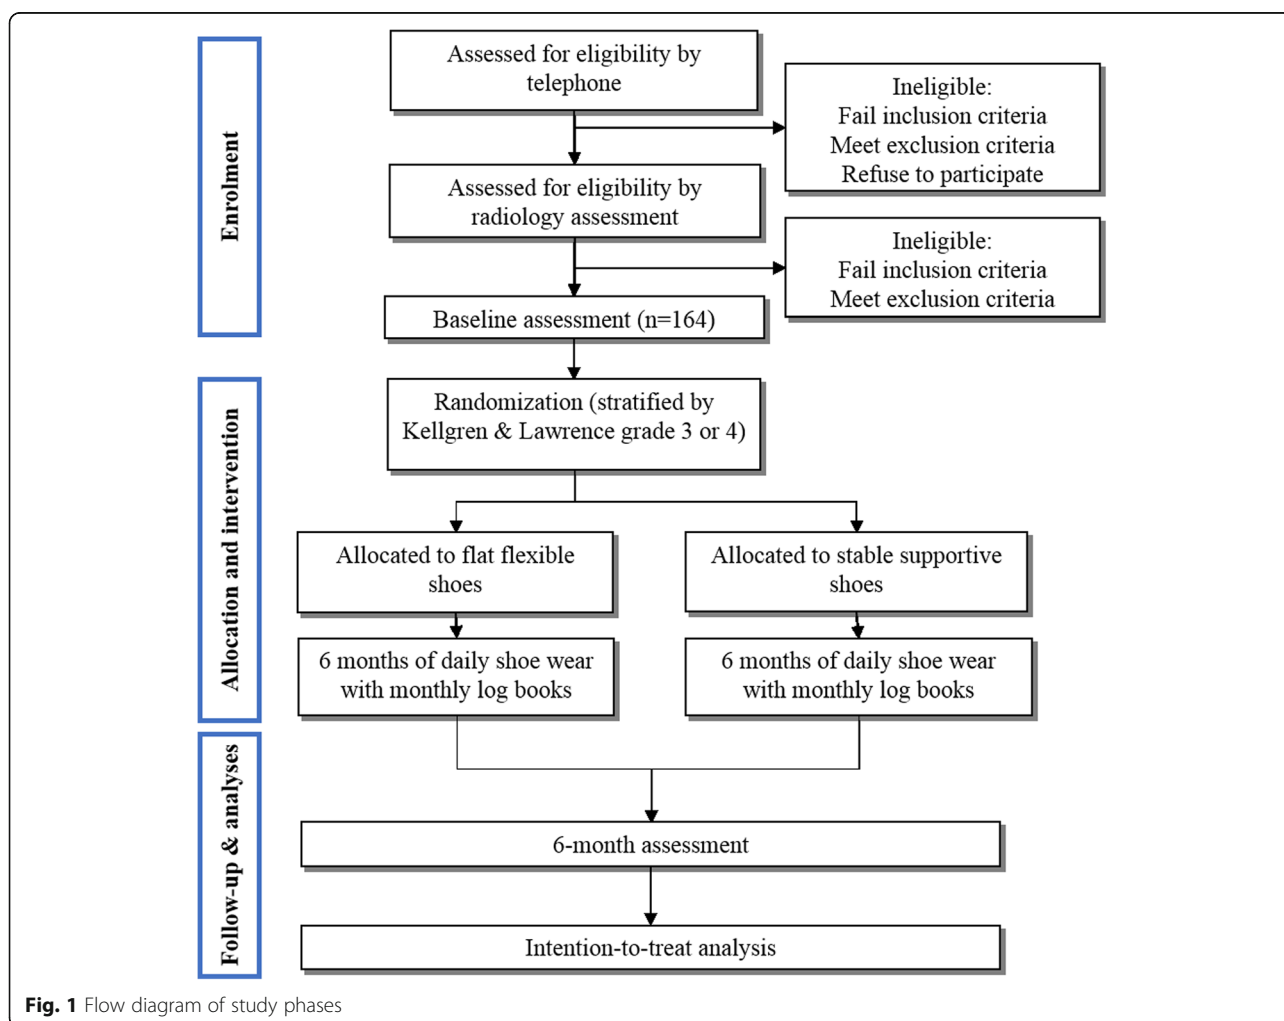 Enrolment
Assessed for eligibility by
telephone
Ineligible:
Fail inclusion criteria
Meet exclusion criteria
Refuse to participate
Assessed for eligibility by
radiology assessment
Ineligible:
Fail inclusion criteria
Meet exclusion criteria
Baseline assessment (n=164)
Allocation and intervention
Randomization (stratified by
Kellgren & Lawrence grade 3 or 4)
Allocated to flat flexible
shoes
Allocated to stable supportive
shoes
6 months of daily shoe wear
with monthly log books
6 months of daily shoe wear
with monthly log books
Follow-up & analyses
6-month assessment
Intention-to-treat analysis
Fig. 1 Flow diagram of study phases